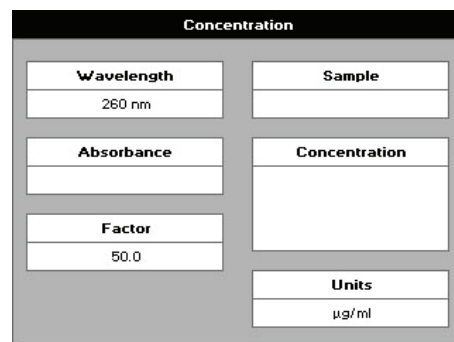 Concentration
Wavelength
260 nm
Absorbance
Factor
50.0
Sample
Concentration
Units
µg/ml